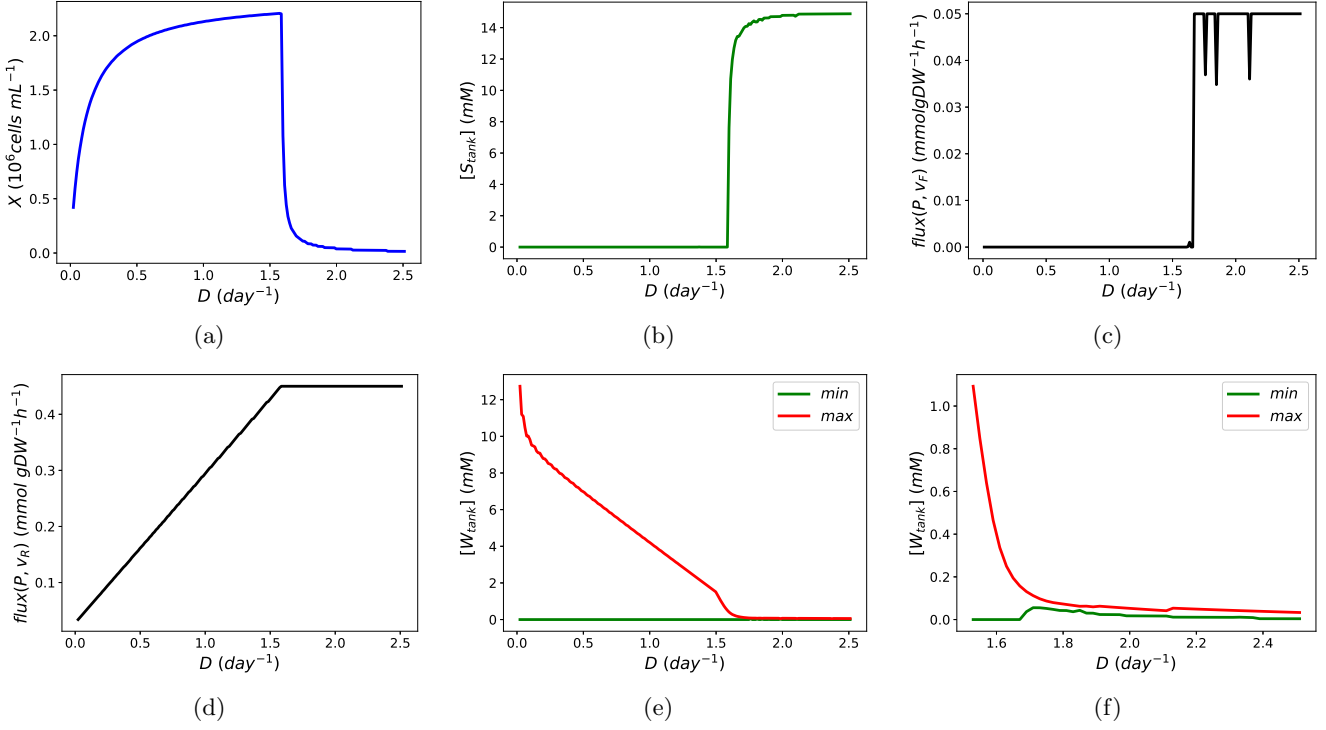 X (10⁶cells mL⁻¹)
2.0
1.5
1.0
0.5
0.0
0.0 0.5 1.0 1.5 2.0 2.5
D (day⁻¹)
(a)
[S_tank] (mM)
14
12
10
8
6
4
2
0
0.0 0.5 1.0 1.5 2.0 2.5
D (day⁻¹)
(b)
flux(P, v_F) (mmolgDW⁻¹h⁻¹)
0.05
0.04
0.03
0.02
0.01
0.00
0.0 0.5 1.0 1.5 2.0 2.5
D (day⁻¹)
(c)
flux(P, v_R) (mmol gDW⁻¹h⁻¹)
0.4
0.3
0.2
0.1
0.0 0.5 1.0 1.5 2.0 2.5
D (day⁻¹)
(d)
[W_tank] (mM)
12
10
8
6
4
2
0
min
max
0.0 0.5 1.0 1.5 2.0 2.5
D (day⁻¹)
(e)
[W_tank] (mM)
1.0
0.8
0.6
0.4
0.2
0.0
min
max
1.6 1.8 2.0 2.2 2.4
D (day⁻¹)
(f)